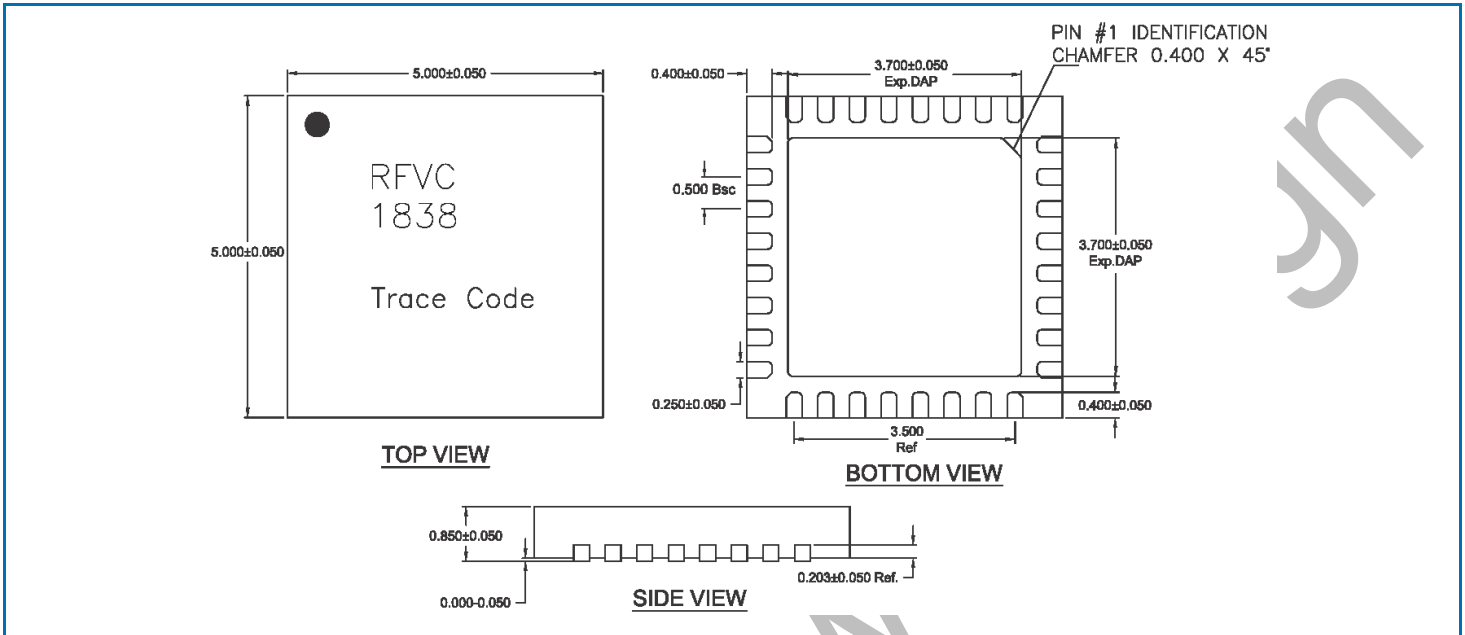 PIN #1 IDENTIFICATION
CHAMFER 0.400 X 45°
5.000±0.050
0.400±0.050
3.700±0.050
Exp.DAP
RFVC
1838
Trace Code
5.000±0.050
0.500 Bsc
3.700±0.050
Exp.DAP
0.250±0.050
0.400±0.050
3.500
Ref
TOP VIEW
BOTTOM VIEW
0.850±0.050
0.203±0.050 Ref.
0.000-0.050
SIDE VIEW